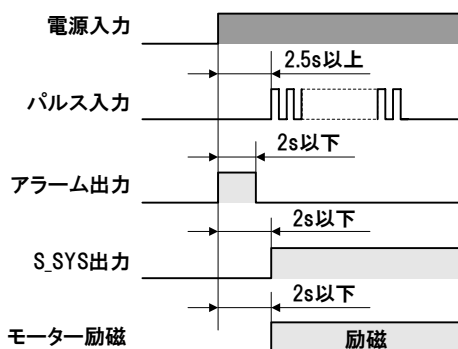 電源入力
2.5s以上
パルス入力
2s以下
アラーム出力
2s以下
S_SYS出力
2s以下
モーター励磁
励磁